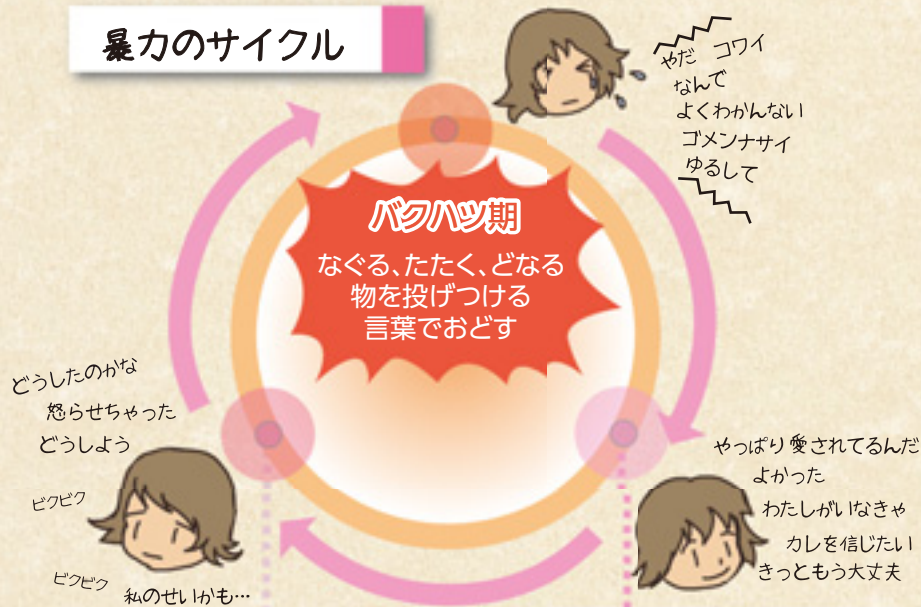 暴力のサイクル
やだ コワイ
なんで
よくわかんない
ゴメンナサイ
ゆるして
バクハツ期
なぐる、たたく、どなる
物を投げつける
言葉でおどす
どうしたのかな
怒らせちゃった
どうしよう
ビクビク
ビクビク
私のせいかも…
やっぱり愛されてるんだ
よかった
わたしがいなきゃ
カレを信じたい
きっともう大丈夫